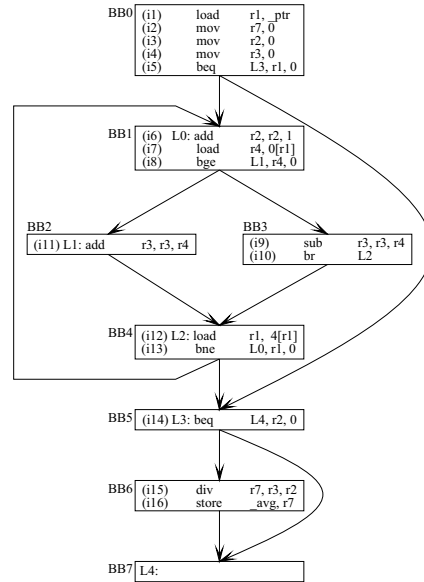 BB0
(i1) load r1, _ptr
(i2) mov r7, 0
(i3) mov r2, 0
(i4) mov r3, 0
(i5) beq L3, r1, 0
BB1
(i6) L0: add r2, r2, 1
(i7) load r4, 0[r1]
(i8) bge L1, r4, 0
BB2
(i11) L1: add r3, r3, r4
BB3
(i9) sub r3, r3, r4
(i10) br L2
BB4
(i12) L2: load r1, 4[r1]
(i13) bne L0, r1, 0
BB5
(i14) L3: beq L4, r2, 0
BB6
(i15) div r7, r3, r2
(i16) store _avg, r7
BB7
L4: